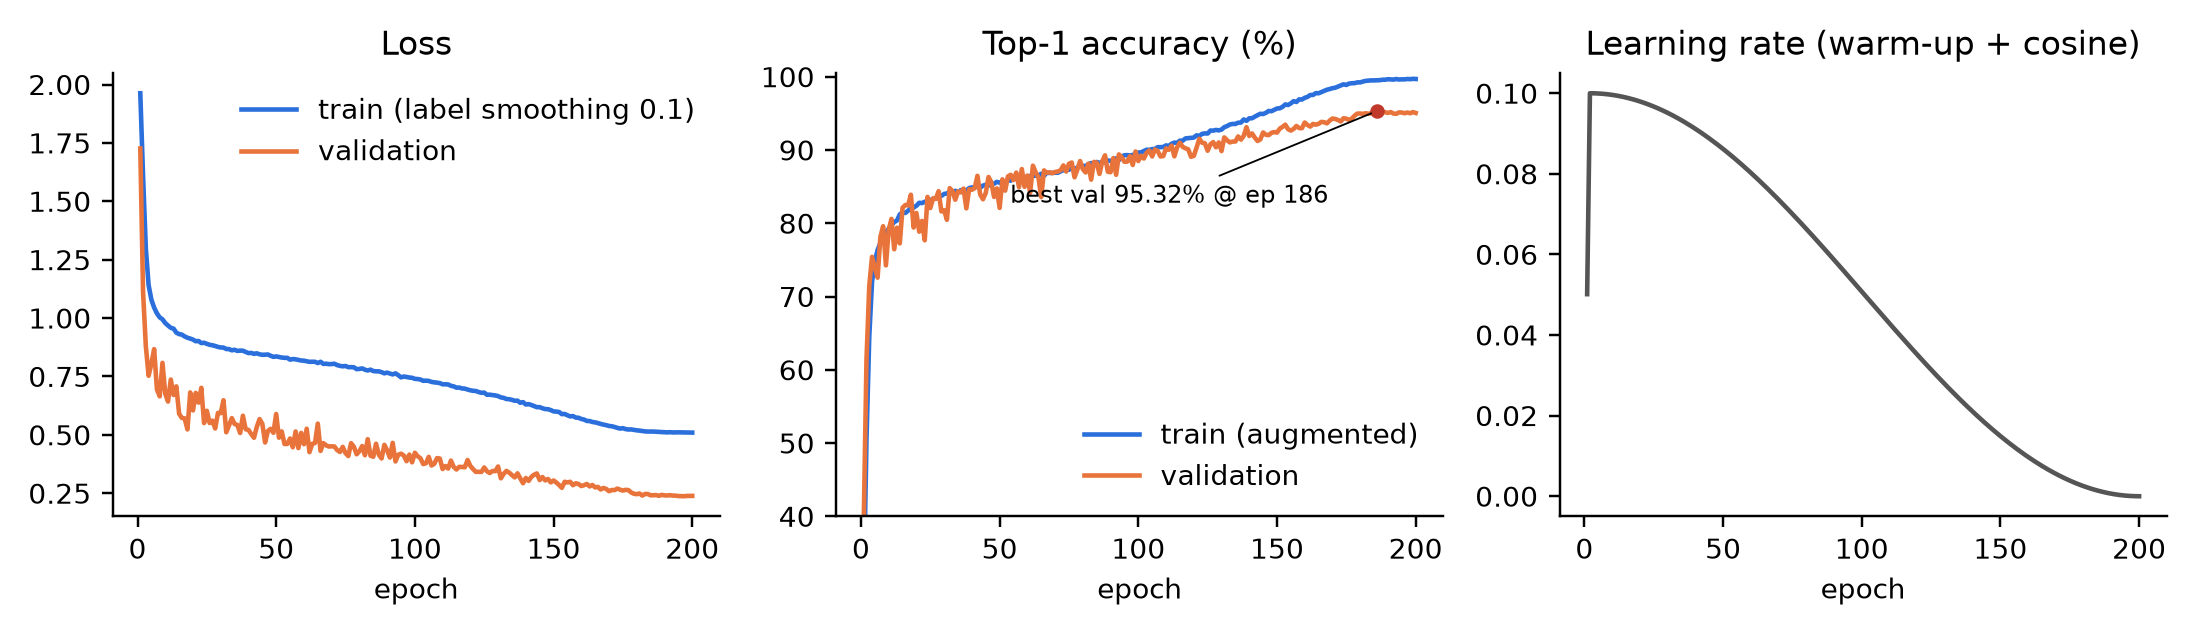 Loss
2.00
1.75
1.50
1.25
1.00
0.75
0.50
0.25
train (label smoothing 0.1)
validation
0 50 100 150 200
epoch
Top-1 accuracy (%)
100
90
80
70
60
50
40
best val 95.32% @ ep 186
train (augmented)
validation
0 50 100 150 200
epoch
Learning rate (warm-up + cosine)
0.10
0.08
0.06
0.04
0.02
0.00
0 50 100 150 200
epoch